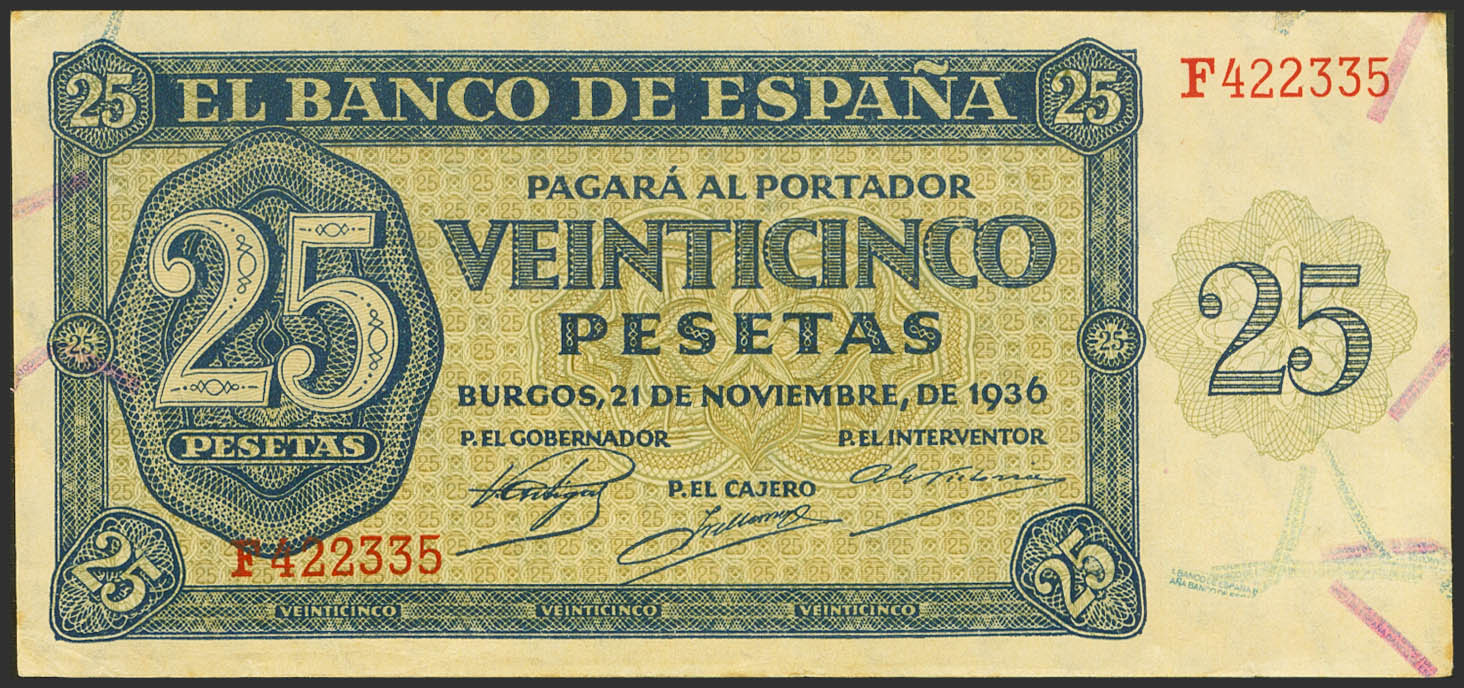 25 EL BANCO DE ESPAÑA 25
F422335
PAGARÁ AL PORTADOR
VEINTICINCO
PESETAS
25
PESETAS
25
25
25
BURGOS, 21 DE NOVIEMBRE, DE 1936
P. EL GOBERNADOR
P. EL INTERVENTOR
P. EL CAJERO
F422335
25
25
VEINTICINCO VEINTICINCO VEINTICINCO